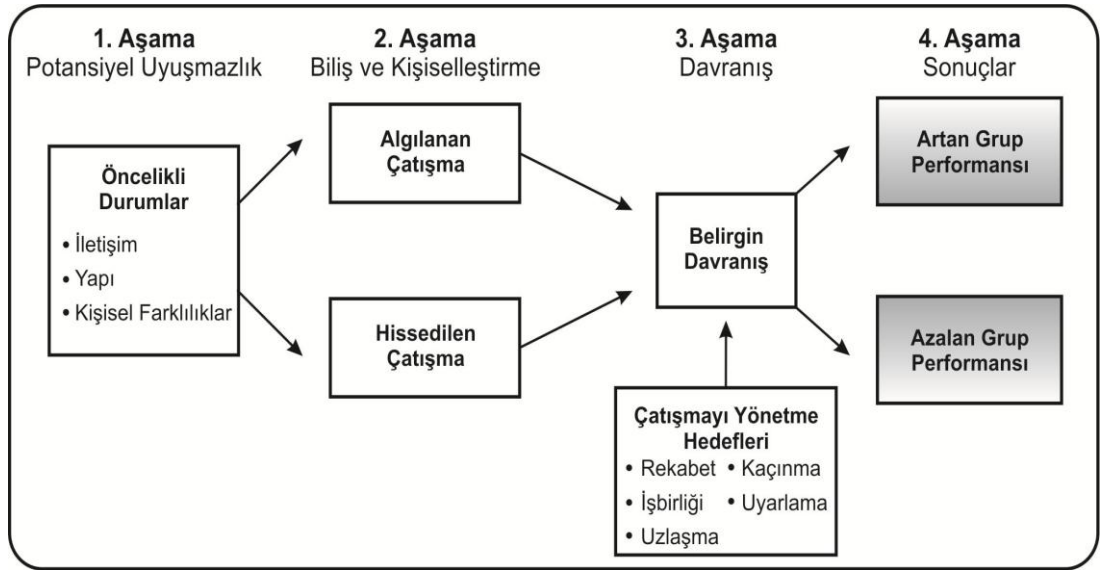 1. Aşama
Potansiyel Uyuşmazlık
2. Aşama
Biliş ve Kişiselleştirme
3. Aşama
Davranış
4. Aşama
Sonuçlar
Öncelikli
Durumlar
• İletişim
• Yapı
• Kişisel Farklılıklar
Algılanan
Çatışma
Hissedilen
Çatışma
Belirgin
Davranış
Çatışmayı Yönetme
Hedefleri
• Rekabet • Kaçınma
• İşbirliği • Uyarlama
• Uzlaşma
Artan Grup
Performansı
Azalan Grup
Performansı